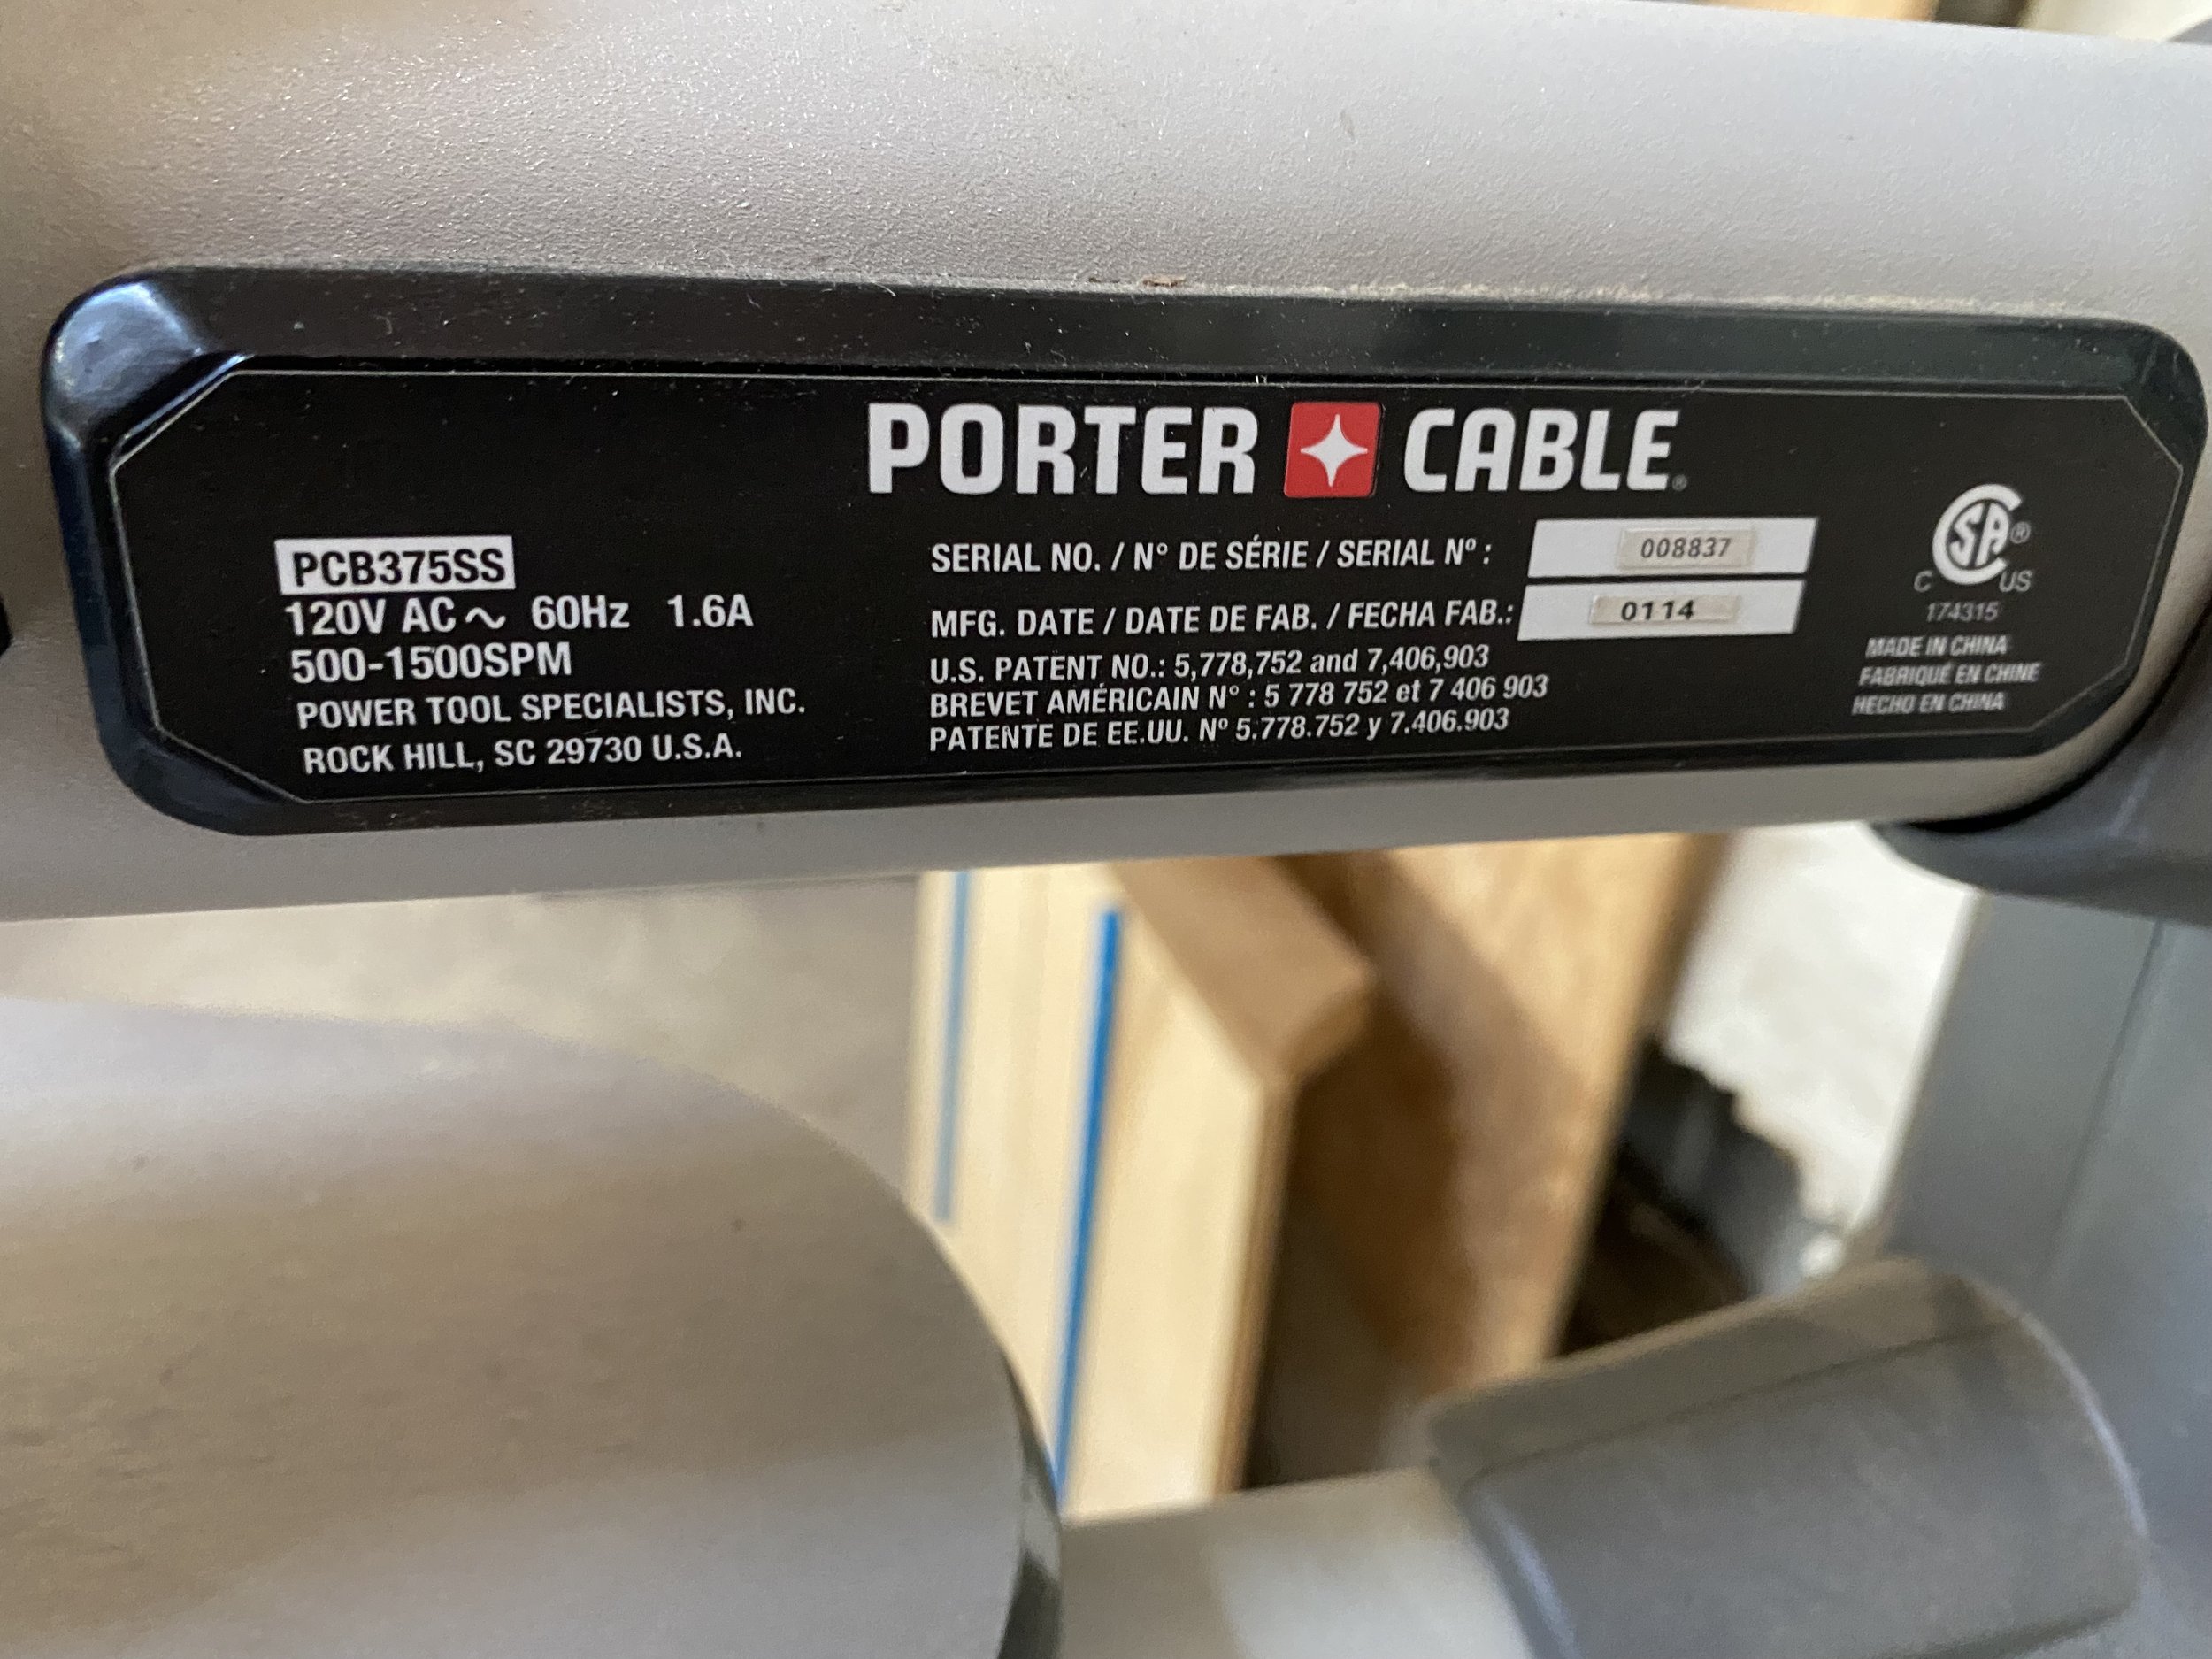 PORTER CABLE®
PCB375SS
120V AC ~ 60Hz 1.6A
500-1500SPM
POWER TOOL SPECIALISTS, INC.
ROCK HILL, SC 29730 U.S.A.
SERIAL NO. / N° DE SÉRIE / SERIAL Nº : 008837
MFG. DATE / DATE DE FAB. / FECHA FAB.: 0114
U.S. PATENT NO.: 5,778,752 and 7,406,903
BREVET AMÉRICAIN N° : 5 778 752 et 7 406 903
PATENTE DE EE.UU. Nº 5.778.752 y 7.406.903
SA®
C US
174315
MADE IN CHINA
FABRIQUÉ EN CHINE
HECHO EN CHINA